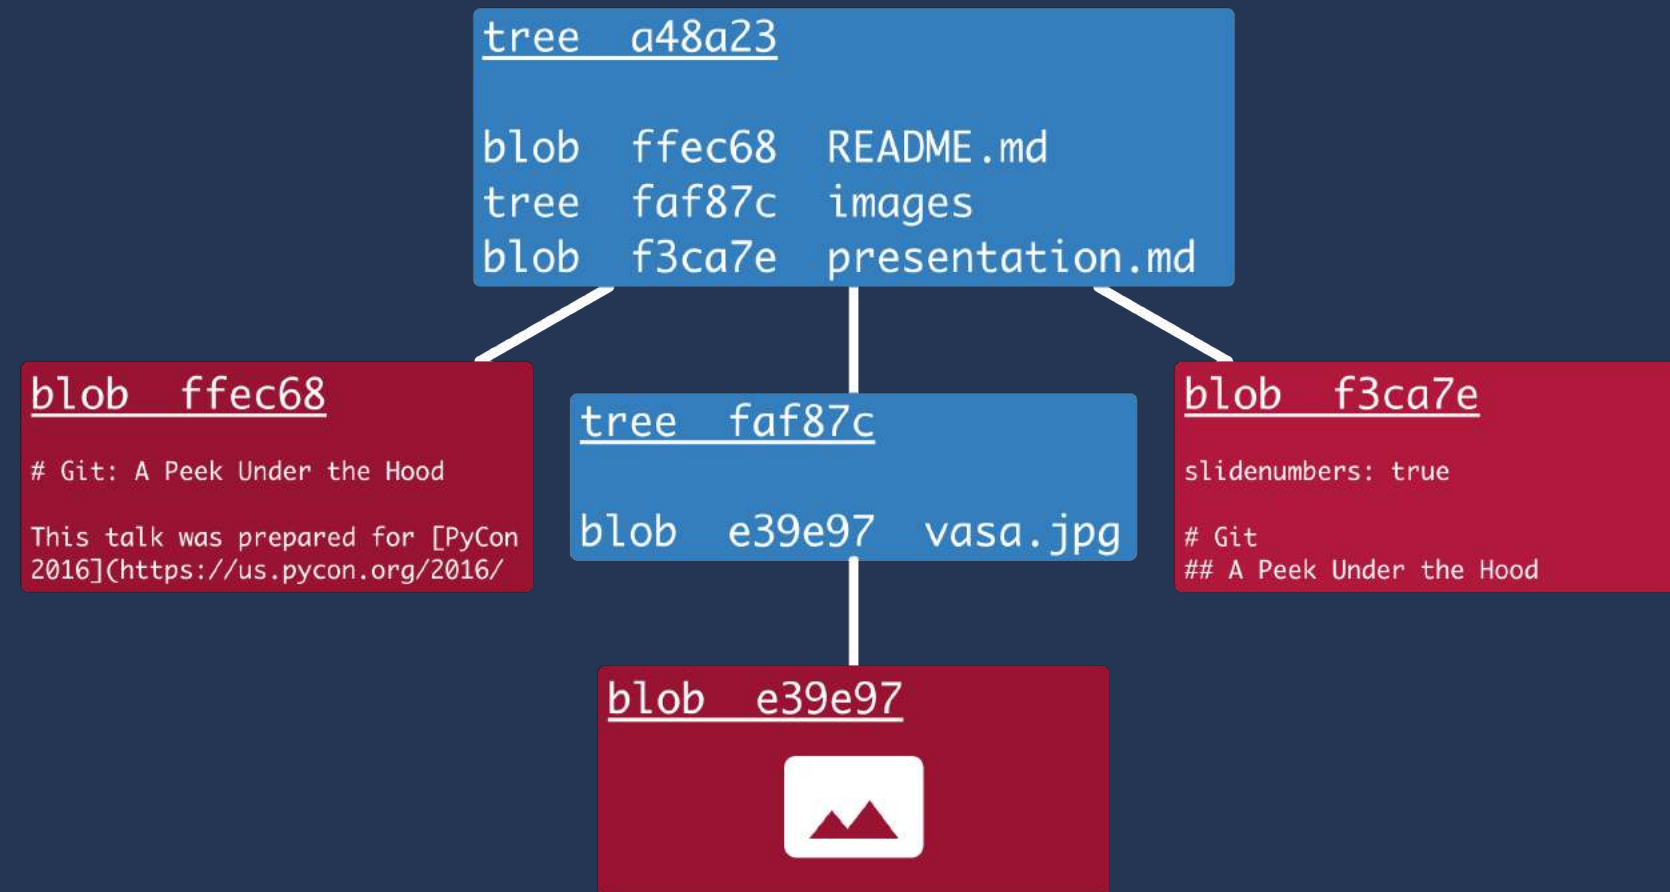 tree a48a23
blob ffec68 README.md
tree faf87c images
blob f3ca7e presentation.md
blob ffec68
# Git: A Peek Under the Hood
This talk was prepared for [PyCon
2016](https://us.pycon.org/2016/
tree faf87c
blob e39e97 vasa.jpg
blob f3ca7e
slidenumbers: true
# Git
## A Peek Under the Hood
blob e39e97